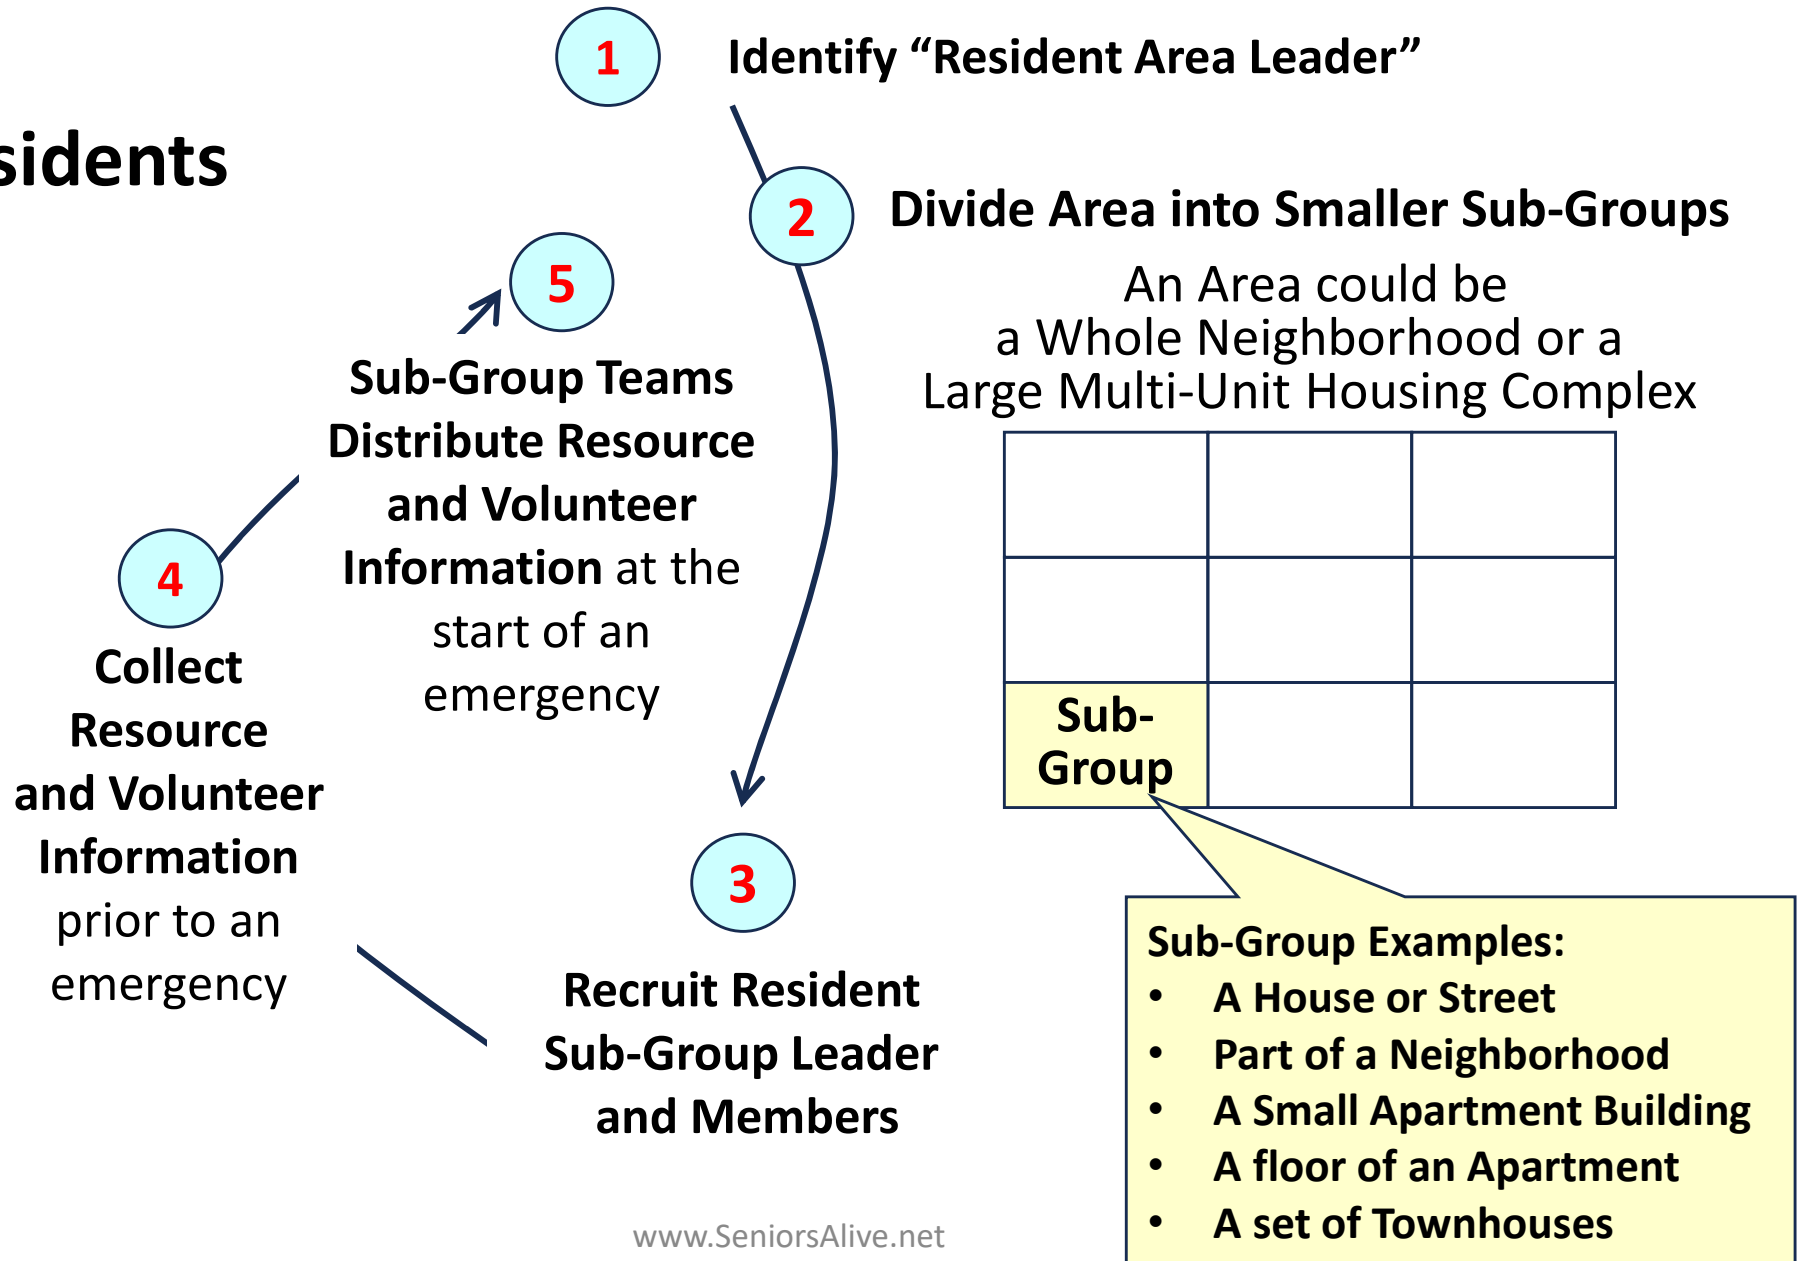 1
Identify “Resident Area Leader”
sidents
2
Divide Area into Smaller Sub-Groups
An Area could be
a Whole Neighborhood or a
Large Multi-Unit Housing Complex
Sub-
Group
Sub-Group Examples:
• A House or Street
• Part of a Neighborhood
• A Small Apartment Building
• A floor of an Apartment
• A set of Townhouses
3
Recruit Resident
Sub-Group Leader
and Members
4
Collect
Resource
and Volunteer
Information
prior to an
emergency
5
Sub-Group Teams
Distribute Resource
and Volunteer
Information at the
start of an
emergency
www.SeniorsAlive.net